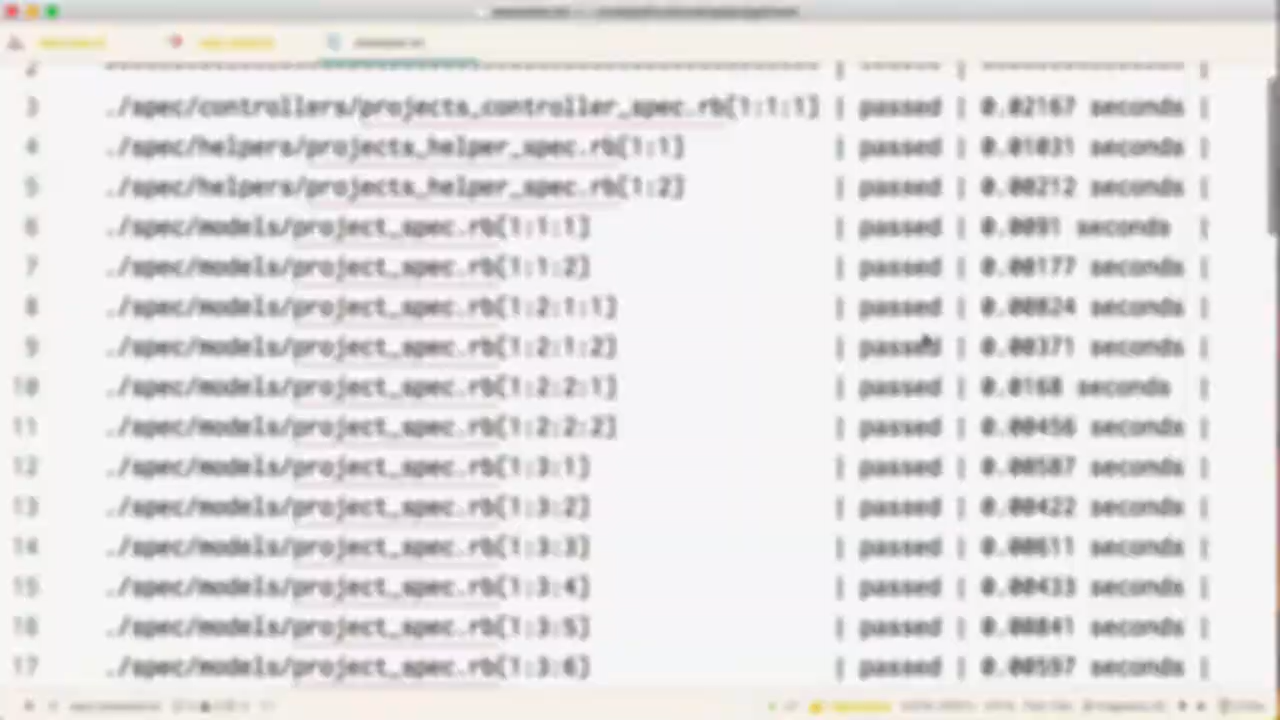 3 ./spec/controllers/projects_controller_spec.rb[1:1:1] | passed | 0.02167 seconds |
4 ./spec/helpers/projects_helper_spec.rb[1:1] | passed | 0.01031 seconds |
5 ./spec/helpers/projects_helper_spec.rb[1:2] | passed | 0.00212 seconds |
6 ./spec/models/project_spec.rb[1:1:1] | passed | 0.0091 seconds |
7 ./spec/models/project_spec.rb[1:1:2] | passed | 0.00177 seconds |
8 ./spec/models/project_spec.rb[1:2:1:1] | passed | 0.00824 seconds |
9 ./spec/models/project_spec.rb[1:2:1:2] | passed | 0.00371 seconds |
10 ./spec/models/project_spec.rb[1:2:2:1] | passed | 0.0168 seconds |
11 ./spec/models/project_spec.rb[1:2:2:2] | passed | 0.00456 seconds |
12 ./spec/models/project_spec.rb[1:3:1] | passed | 0.00587 seconds |
13 ./spec/models/project_spec.rb[1:3:2] | passed | 0.00422 seconds |
14 ./spec/models/project_spec.rb[1:3:3] | passed | 0.00611 seconds |
15 ./spec/models/project_spec.rb[1:3:4] | passed | 0.00433 seconds |
16 ./spec/models/project_spec.rb[1:3:5] | passed | 0.00841 seconds |
17 ./spec/models/project_spec.rb[1:3:6] | passed | 0.00597 seconds |